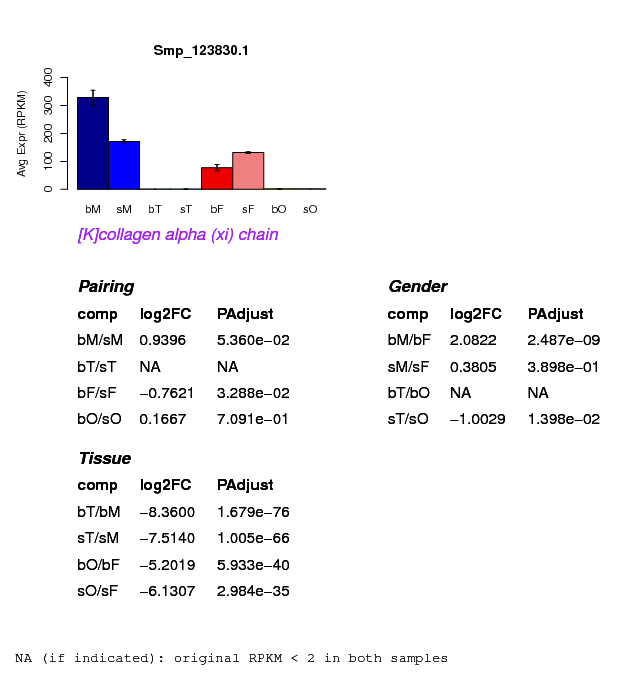 Smp_123830.1
Avg Expr (RPKM)
400
300
200
100
0
bM sM bT sT bF sF bO sO
[K]collagen alpha (xi) chain
Pairing
comp log2FC PAdjust
bM/sM 0.9396 5.360e−02
bT/sT NA NA
bF/sF −0.7621 3.288e−02
bO/sO 0.1667 7.091e−01
Gender
comp log2FC PAdjust
bM/bF 2.0822 2.487e−09
sM/sF 0.3805 3.898e−01
bT/bO NA NA
sT/sO −1.0029 1.398e−02
Tissue
comp log2FC PAdjust
bT/bM −8.3600 1.679e−76
sT/sM −7.5140 1.005e−66
bO/bF −5.2019 5.933e−40
sO/sF −6.1307 2.984e−35
NA (if indicated): original RPKM < 2 in both samples